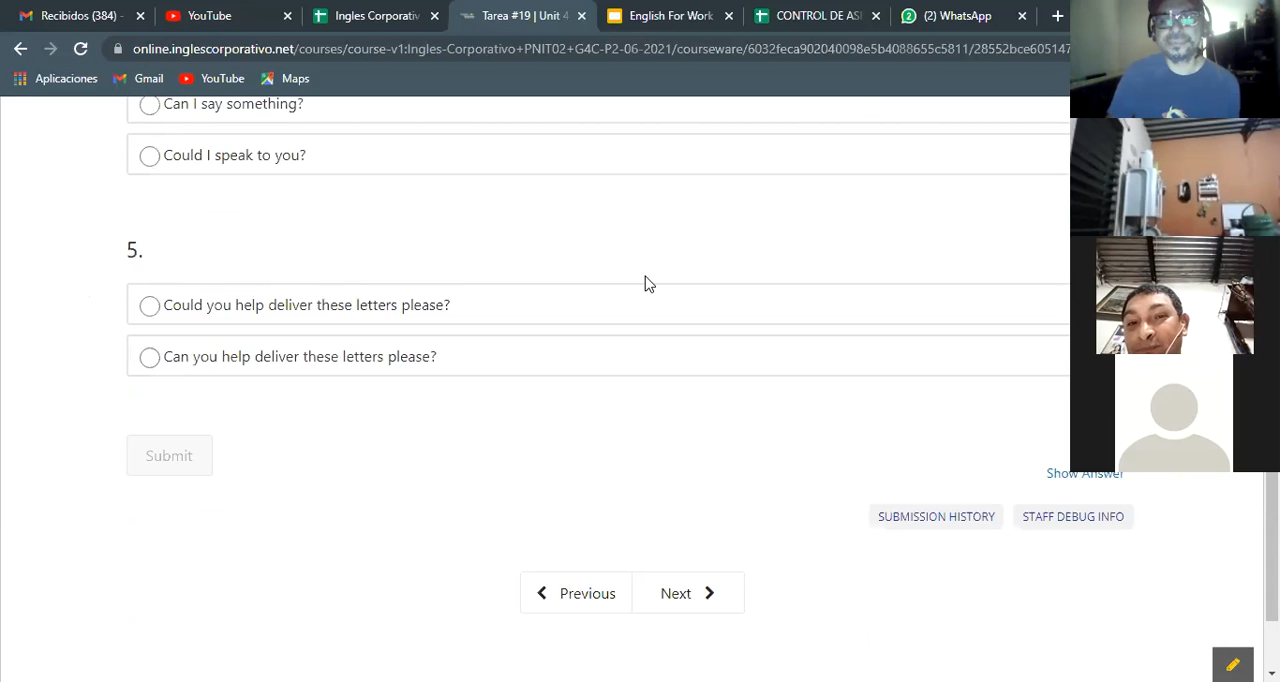 Recibidos (384) -
YouTube
Ingles Corporativ
Tarea #19 | Unit 4
English For Work
CONTROL DE ASI
(2) WhatsApp
online.inglescorporativo.net/courses/course-v1:Ingles-Corporativo+PNIT02+G4C-P2-06-2021/courseware/6032feca902040098e5b4088655c5811/28552bce605147
Aplicaciones
Gmail
YouTube
Maps
Can I say something?
Could I speak to you?
5.
Could you help deliver these letters please?
Can you help deliver these letters please?
Submit
Show Answer
SUBMISSION HISTORY
STAFF DEBUG INFO
Previous
Next